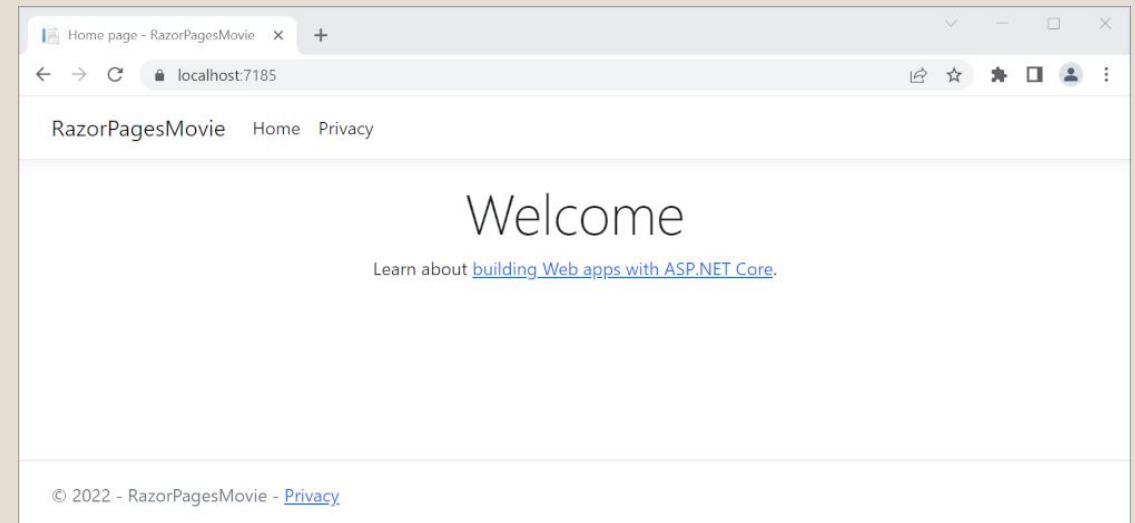 Home page - RazorPagesMovie
localhost:7185
RazorPagesMovie Home Privacy
Welcome
Learn about building Web apps with ASP.NET Core.
© 2022 - RazorPagesMovie - Privacy